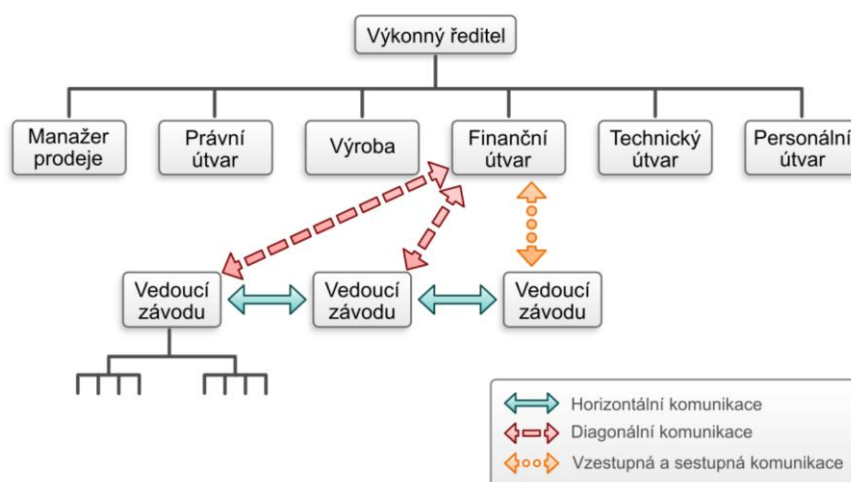 Výkonný ředitel
Manažer
prodeje
Právní
útvar
Výroba
Finanční
útvar
Technický
útvar
Personální
útvar
Vedoucí
závodu
Vedoucí
závodu
Vedoucí
závodu
Horizontální komunikace
Diagonální komunikace
Vzestupná a sestupná komunikace